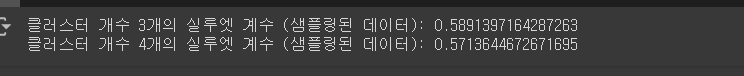 클러스터 개수 3개의 실루엣 계수 (샘플링된 데이터): 0.5891397164287263
클러스터 개수 4개의 실루엣 계수 (샘플링된 데이터): 0.5713644672671695